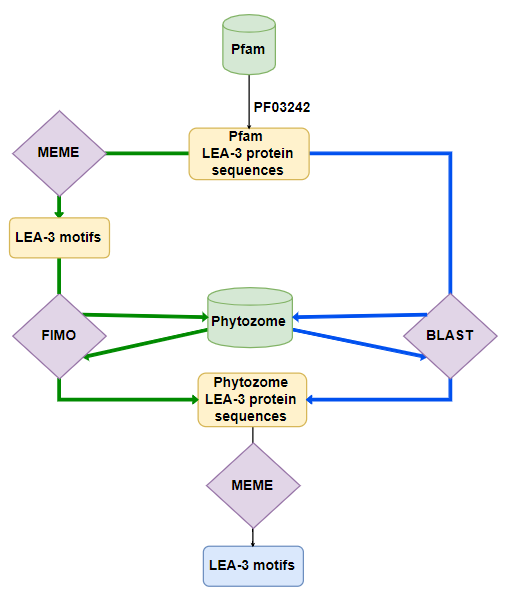 Pfam
PF03242
Pfam
LEA-3 protein
sequences
MEME
LEA-3 motifs
FIMO
Phytozome
BLAST
Phytozome
LEA-3 protein
sequences
MEME
LEA-3 motifs